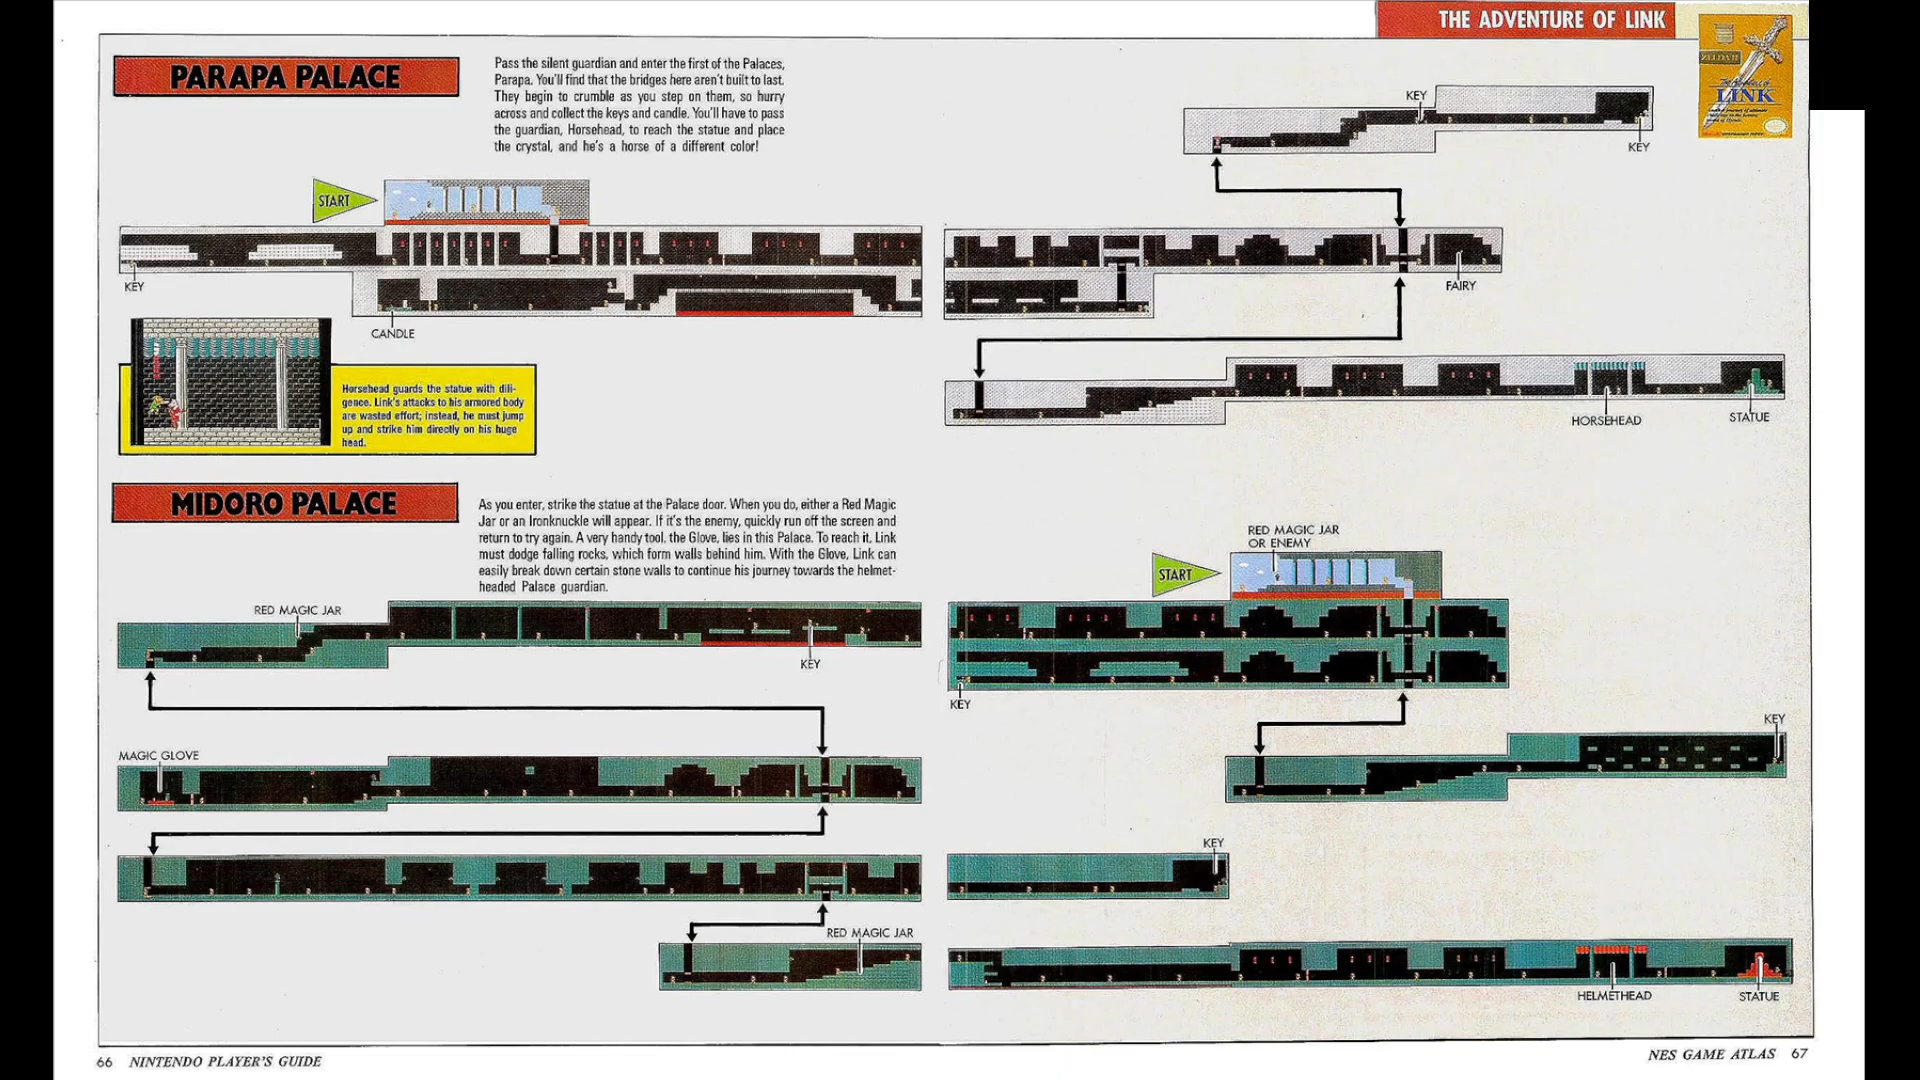 THE ADVENTURE OF LINK
ZELDA II
The Adventure of
LINK
PARAPA PALACE
Pass the silent guardian and enter the first of the Palaces,
Parapa. You'll find that the bridges here aren't built to last.
They begin to crumble as you step on them, so hurry
across and collect the keys and candle. You'll have to pass
the guardian, Horsehead, to reach the statue and place
the crystal, and he's a horse of a different color!
START
KEY
CANDLE
KEY
KEY
FAIRY
HORSEHEAD
STATUE
Horsehead guards the statue with dili-
gence. Link's attacks to his armored body
are wasted effort; instead, he must jump
up and strike him directly on his huge
head.
MIDORO PALACE
As you enter, strike the statue at the Palace door. When you do, either a Red Magic
Jar or an Ironknuckle will appear. If it's the enemy, quickly run off the screen and
return to try again. A very handy tool, the Glove, lies in this Palace. To reach it, Link
must dodge falling rocks, which form walls behind him. With the Glove, Link can
easily break down certain stone walls to continue his journey towards the helmet-
headed Palace guardian.
RED MAGIC JAR
KEY
MAGIC GLOVE
RED MAGIC JAR
RED MAGIC JAR
OR ENEMY
START
KEY
KEY
KEY
HELMETHEAD
STATUE
66 NINTENDO PLAYER'S GUIDE
NES GAME ATLAS 67